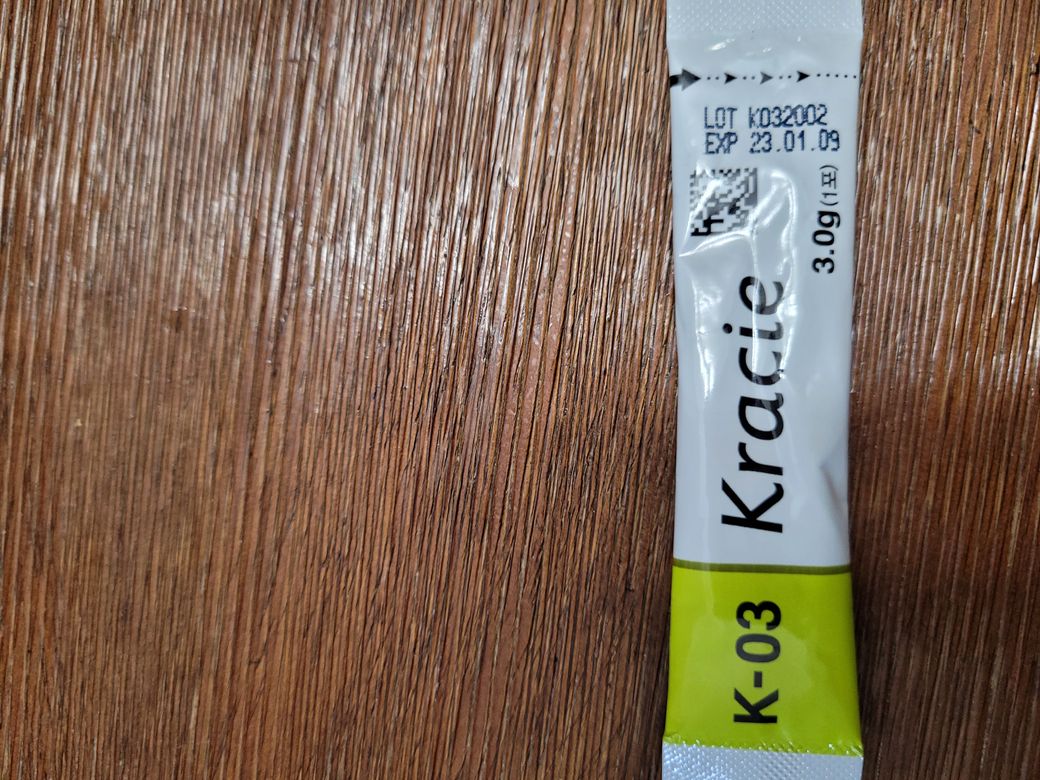 LOT K032002
EXP 23.01.09
3.0g(1포)
Kracie
K-03